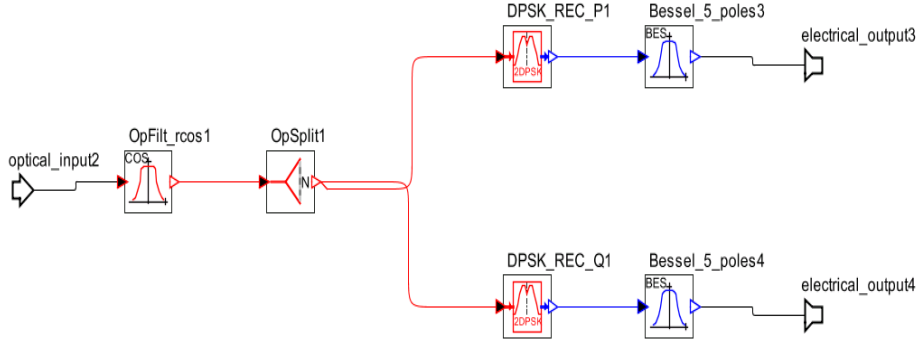 DPSK_REC_P1
Bessel_5_poles3
electrical_output3
BES
2DPSK
OpFilt_rcos1
OpSplit1
optical_input2
COS
N
DPSK_REC_Q1
Bessel_5_poles4
electrical_output4
BES
2DPSK